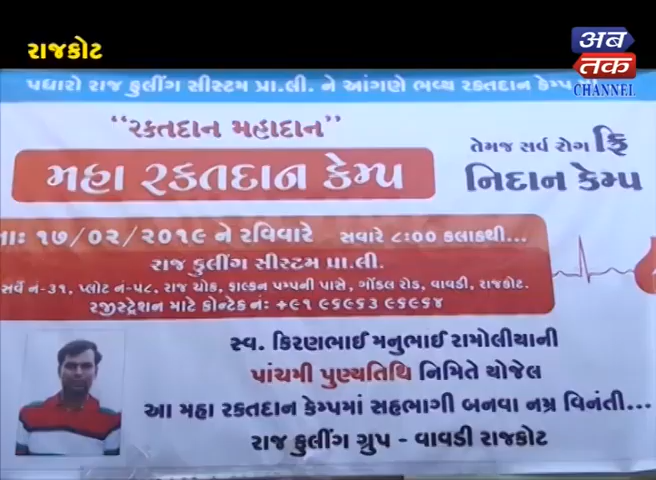 રાજકોટ
અબ
તક
CHANNEL
પધારો રાજ કુલીંગ સીસ્ટમ પ્રા.લી. ને આંગણે ભવ્ય રકતદાન કેમ્પ
"રકતદાન મહાદાન"
મહા રકતદાન કેમ્પ
તેમજ સર્વ રોગ ફ્રિ
નિદાન કેમ્પ
તાઃ ૧૭/૦૨/૨૦૧૯ ને રવિવારે સવારે ૮:૦૦ કલાકથી...
રાજ કુલીંગ સીસ્ટમ પ્રા.લી.
સર્વે નં-૩૧, પ્લોટ નં-૫૮, રાજ ચોક, ફાલ્કન પમ્પની પાસે, ગોંડલ રોડ, વાવડી, રાજકોટ.
રજીસ્ટ્રેશન માટે કોન્ટેક નં: +૯૧ ૯૬૯૬૩ ૯૬૯૬૪
સ્વ. કિરણભાઈ મનુભાઈ રામોલીયાની
પાંચમી પુણ્યતિથિ નિમિતે યોજેલ
આ મહા રકતદાન કેમ્પમાં સહભાગી બનવા નમ્ર વિનંતી...
રાજ કુલીંગ ગ્રુપ - વાવડી રાજકોટ